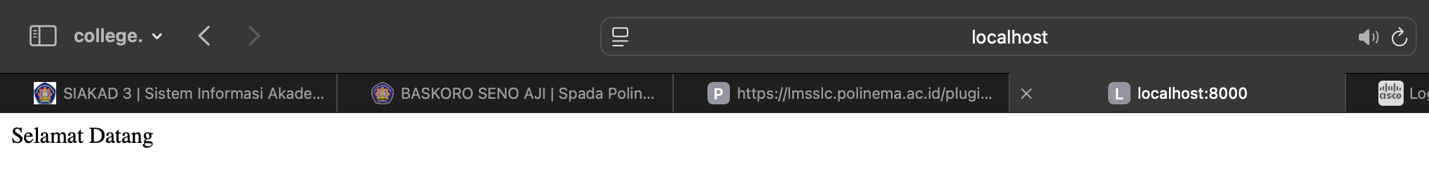 college.
localhost
SIAKAD 3 | Sistem Informasi Akade...
BASKORO SENO AJI | Spada Polin...
P https://lmsslc.polinema.ac.id/plugi...
L localhost:8000
cisco Lo
Selamat Datang